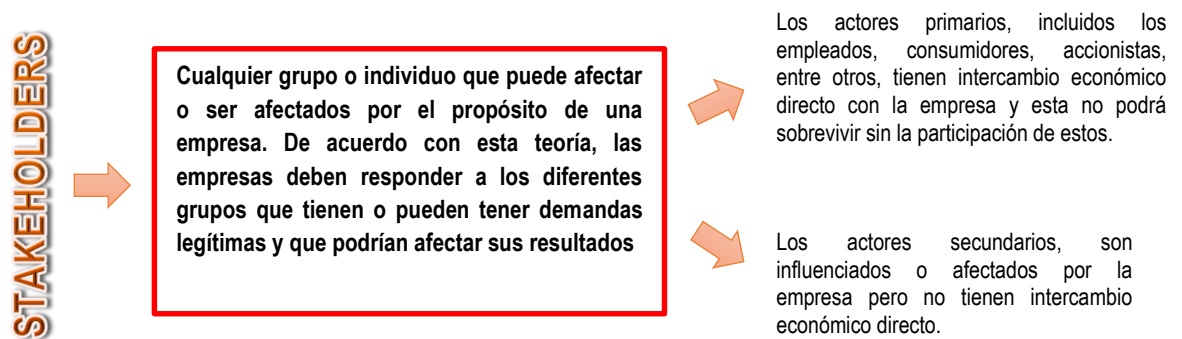 STAKEHOLDERS
Cualquier grupo o individuo que puede afectar
o ser afectados por el propósito de una
empresa. De acuerdo con esta teoría, las
empresas deben responder a los diferentes
grupos que tienen o pueden tener demandas
legítimas y que podrían afectar sus resultados
Los actores primarios, incluidos los
empleados, consumidores, accionistas,
entre otros, tienen intercambio económico
directo con la empresa y esta no podrá
sobrevivir sin la participación de estos.
Los actores secundarios, son
influenciados o afectados por la
empresa pero no tienen intercambio
económico directo.